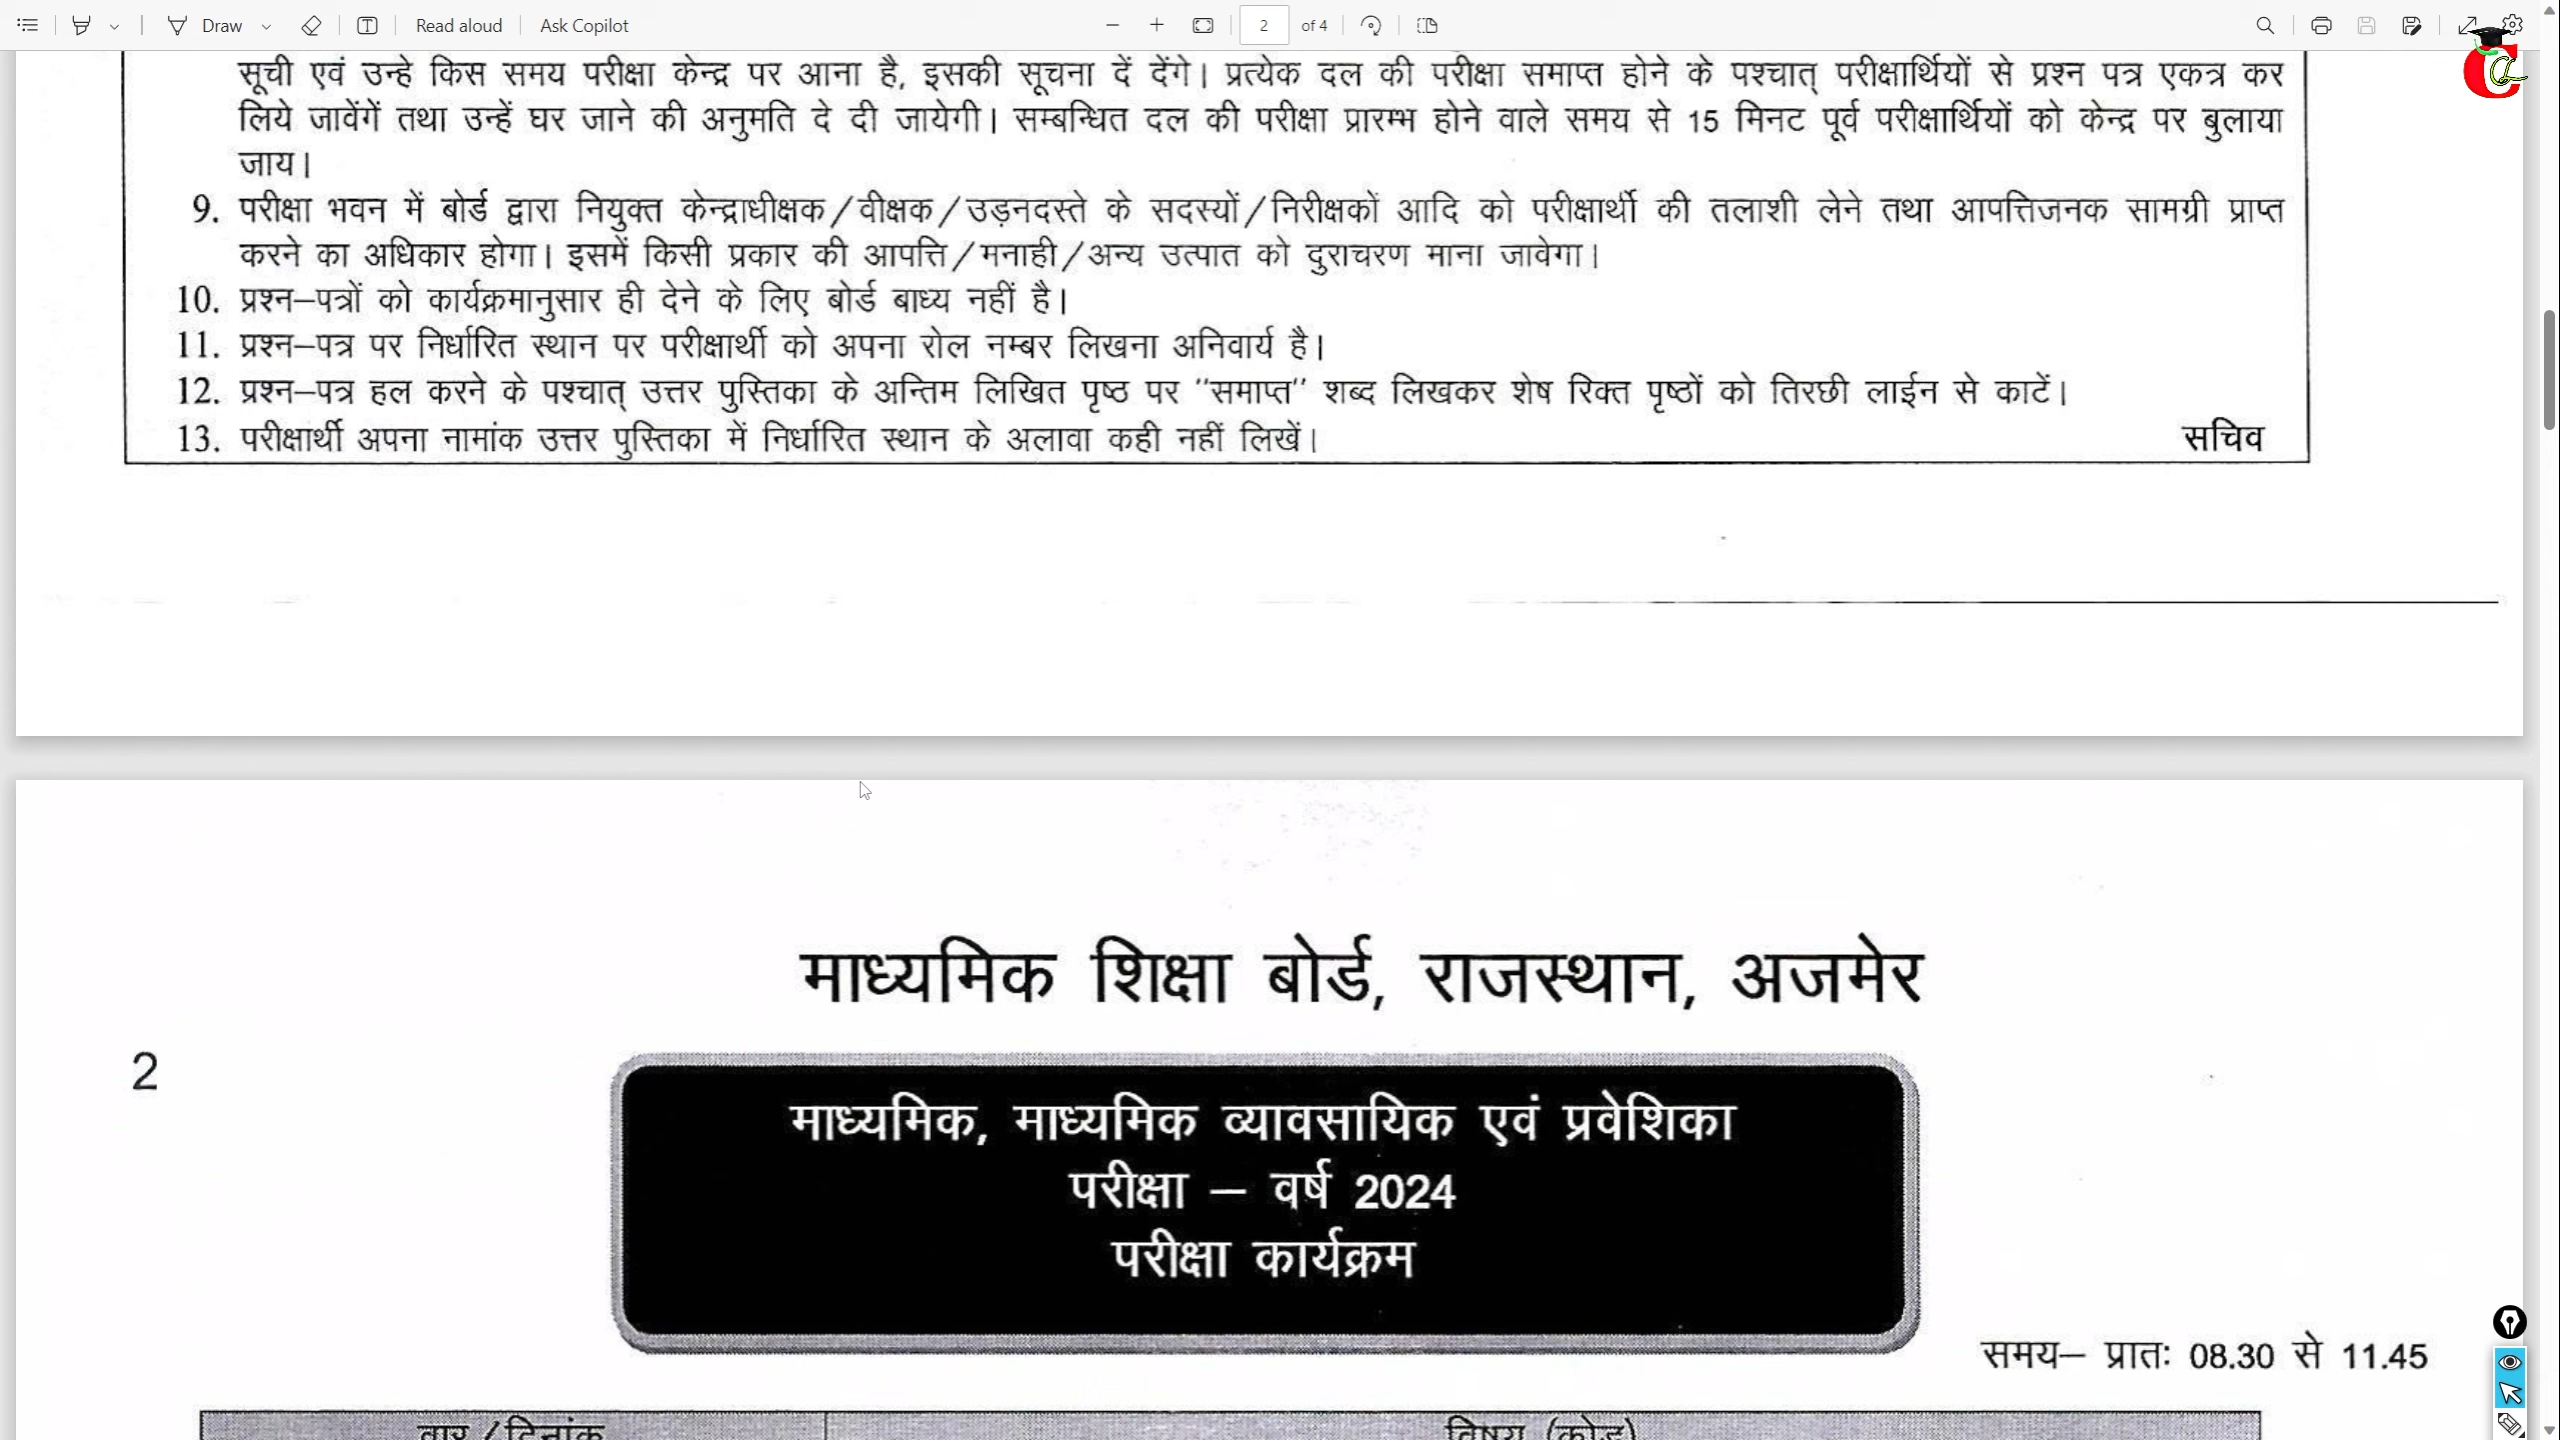 Draw Read aloud Ask Copilot 2 of 4
सूची एवं उन्हे किस समय परीक्षा केन्द्र पर आना है, इसकी सूचना दें देंगे। प्रत्येक दल की परीक्षा समाप्त होने के पश्चात् परीक्षार्थियों से प्रश्न पत्र एकत्र कर
लिये जावेंगें तथा उन्हें घर जाने की अनुमति दे दी जायेगी। सम्बन्धित दल की परीक्षा प्रारम्भ होने वाले समय से 15 मिनट पूर्व परीक्षार्थियों को केन्द्र पर बुलाया
जाय।
9. परीक्षा भवन में बोर्ड द्वारा नियुक्त केन्द्राधीक्षक/वीक्षक/उड़नदस्ते के सदस्यों/निरीक्षकों आदि को परीक्षार्थी की तलाशी लेने तथा आपत्तिजनक सामग्री प्राप्त
करने का अधिकार होगा। इसमें किसी प्रकार की आपत्ति/मनाही/अन्य उत्पात को दुराचरण माना जावेगा।
10. प्रश्न–पत्रों को कार्यक्रमानुसार ही देने के लिए बोर्ड बाध्य नहीं है।
11. प्रश्न–पत्र पर निर्धारित स्थान पर परीक्षार्थी को अपना रोल नम्बर लिखना अनिवार्य है।
12. प्रश्न–पत्र हल करने के पश्चात् उत्तर पुस्तिका के अन्तिम लिखित पृष्ठ पर "समाप्त" शब्द लिखकर शेष रिक्त पृष्ठों को तिरछी लाईन से काटें।
13. परीक्षार्थी अपना नामांक उत्तर पुस्तिका में निर्धारित स्थान के अलावा कही नहीं लिखें।
सचिव
माध्यमिक शिक्षा बोर्ड, राजस्थान, अजमेर
2
माध्यमिक, माध्यमिक व्यावसायिक एवं प्रवेशिका
परीक्षा – वर्ष 2024
परीक्षा कार्यक्रम
समय– प्रातः 08.30 से 11.45
वार/दिनांक विषय (कोड)